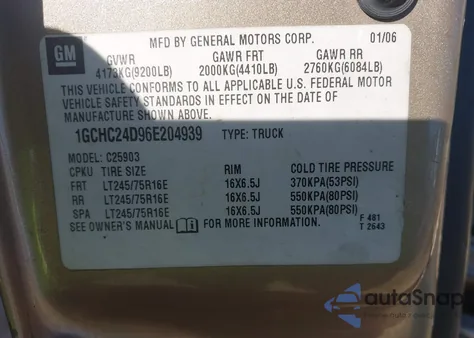 GM
MFD BY GENERAL MOTORS CORP. 01/06
GVWR GAWR FRT GAWR RR
4173KG(9200LB) 2000KG(4410LB) 2760KG(6084LB)
THIS VEHICLE CONFORMS TO ALL APPLICABLE U.S. FEDERAL MOTOR
VEHICLE SAFETY STANDARDS IN EFFECT ON THE DATE OF
MANUFACTURE SHOWN ABOVE.
1GCHC24D96E204939 TYPE: TRUCK
MODEL: C25903
CPKU TIRE SIZE RIM COLD TIRE PRESSURE
FRT LT245/75R16E 16X6.5J 370KPA(53PSI)
RR LT245/75R16E 16X6.5J 550KPA(80PSI)
SPA LT245/75R16E 16X6.5J 550KPA(80PSI)
SEE OWNER'S MANUAL FOR ADDITIONAL INFORMATION.
F 481
T 2643
autoSnap